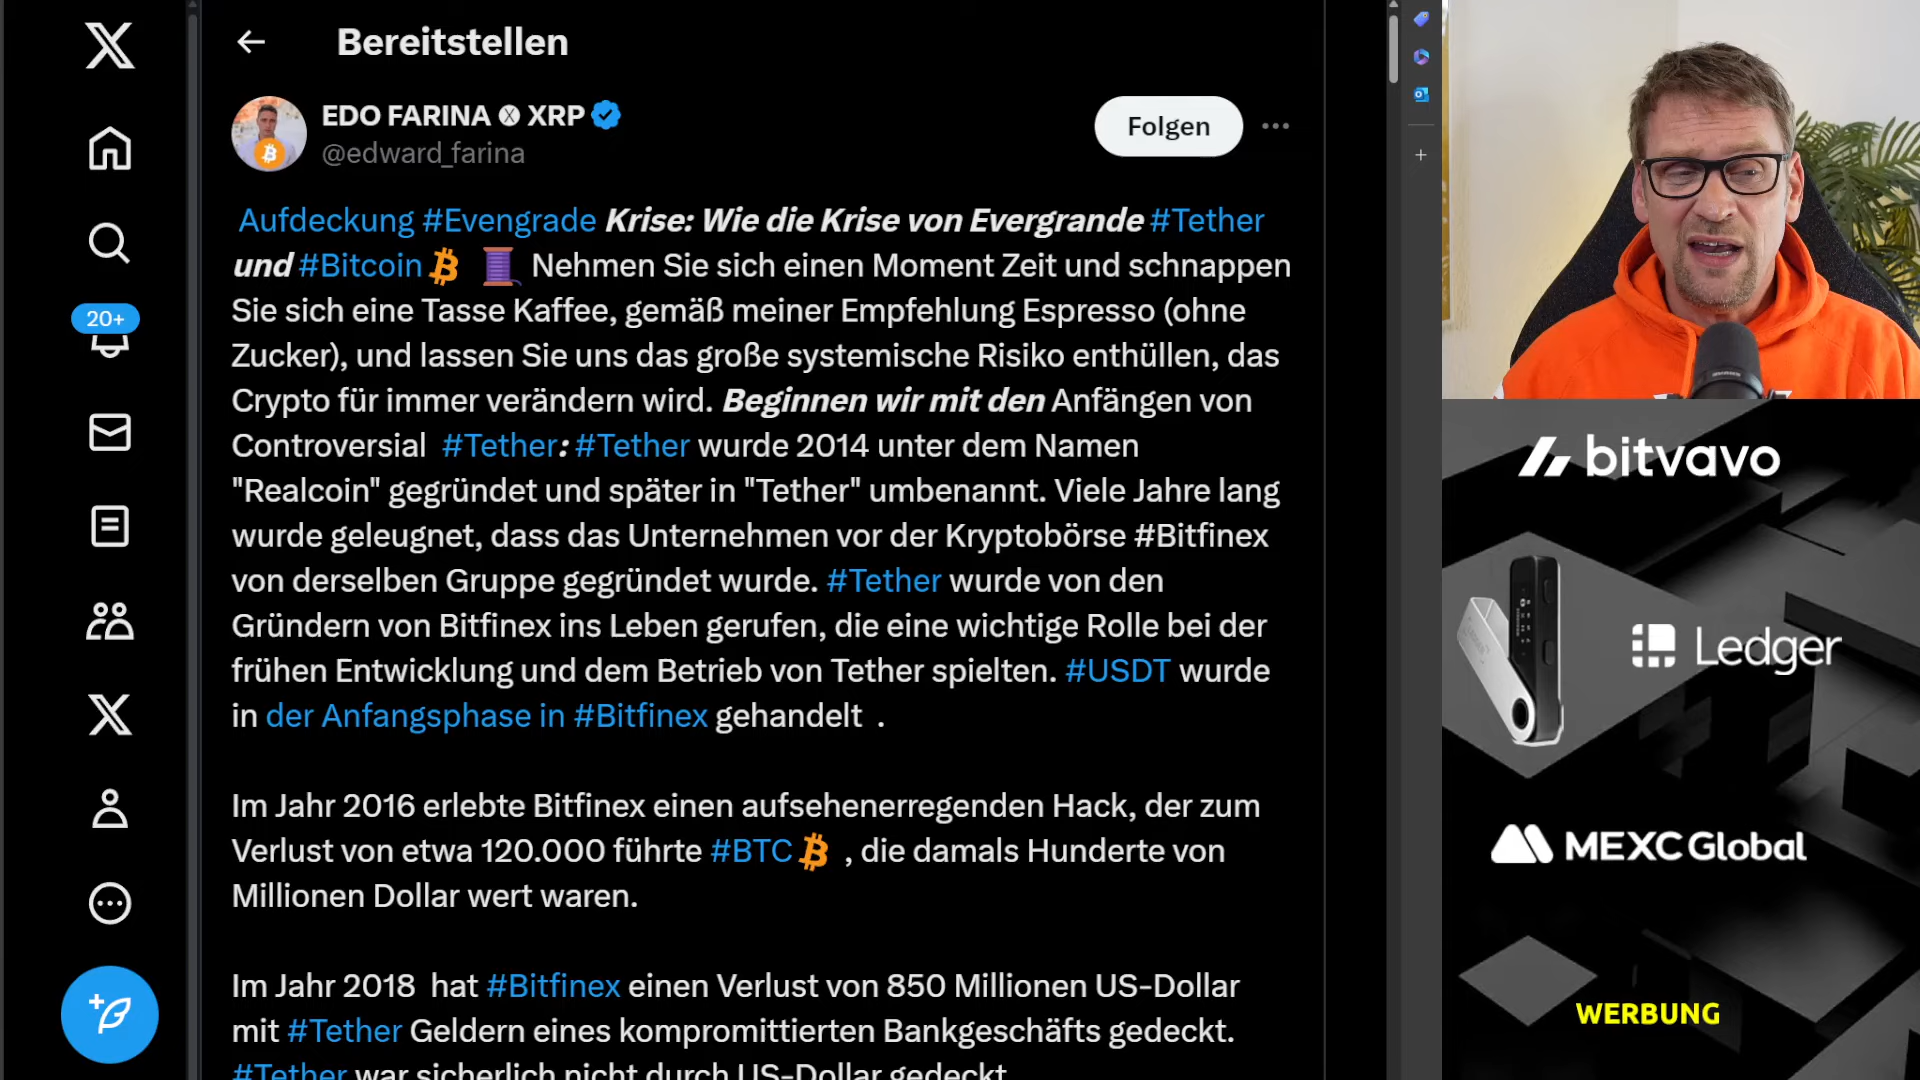 Bereitstellen
EDO FARINA XRP
@edward_farina
Folgen
20+
Aufdeckung #Evengrade Krise: Wie die Krise von Evergrande #Tether
und #Bitcoin Nehmen Sie sich einen Moment Zeit und schnappen
Sie sich eine Tasse Kaffee, gemäß meiner Empfehlung Espresso (ohne
Zucker), und lassen Sie uns das große systemische Risiko enthüllen, das
Crypto für immer verändern wird. Beginnen wir mit den Anfängen von
Controversial #Tether: #Tether wurde 2014 unter dem Namen
"Realcoin" gegründet und später in "Tether" umbenannt. Viele Jahre lang
wurde geleugnet, dass das Unternehmen vor der Kryptobörse #Bitfinex
von derselben Gruppe gegründet wurde. #Tether wurde von den
Gründern von Bitfinex ins Leben gerufen, die eine wichtige Rolle bei der
frühen Entwicklung und dem Betrieb von Tether spielten. #USDT wurde
in der Anfangsphase in #Bitfinex gehandelt .
Im Jahr 2016 erlebte Bitfinex einen aufsehenerregenden Hack, der zum
Verlust von etwa 120.000 führte #BTC , die damals Hunderte von
Millionen Dollar wert waren.
Im Jahr 2018 hat #Bitfinex einen Verlust von 850 Millionen US-Dollar
mit #Tether Geldern eines kompromittierten Bankgeschäfts gedeckt.
#Tether war sicherlich nicht durch US-Dollar gedeckt
bitvavo
Ledger
MEXC Global
WERBUNG